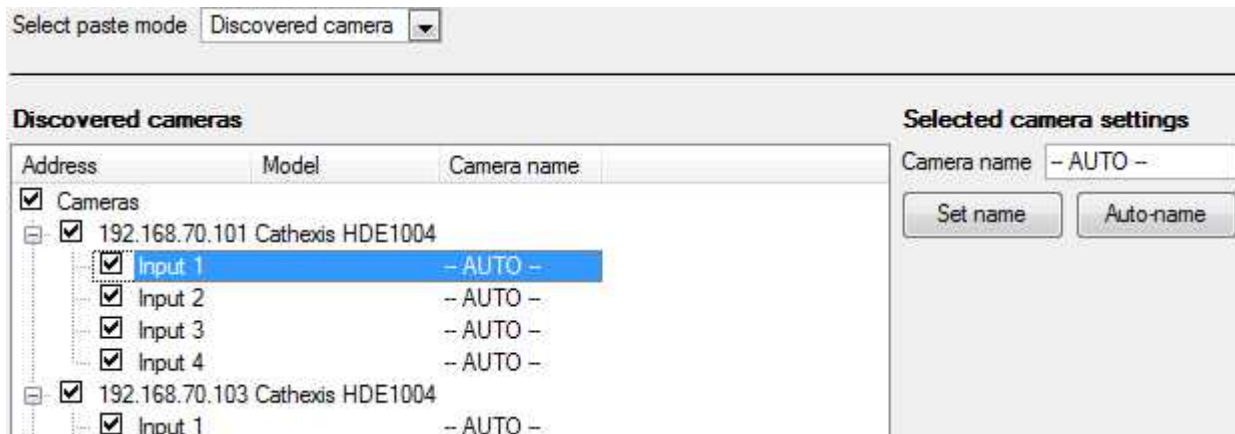 Select paste mode Discovered camera
Discovered cameras
Address Model Camera name
Cameras
192.168.70.101 Cathexis HDE1004
Input 1 -- AUTO --
Input 2 -- AUTO --
Input 3 -- AUTO --
Input 4 -- AUTO --
192.168.70.103 Cathexis HDE1004
Input 1 -- AUTO --
Selected camera settings
Camera name -- AUTO --
Set name Auto-name